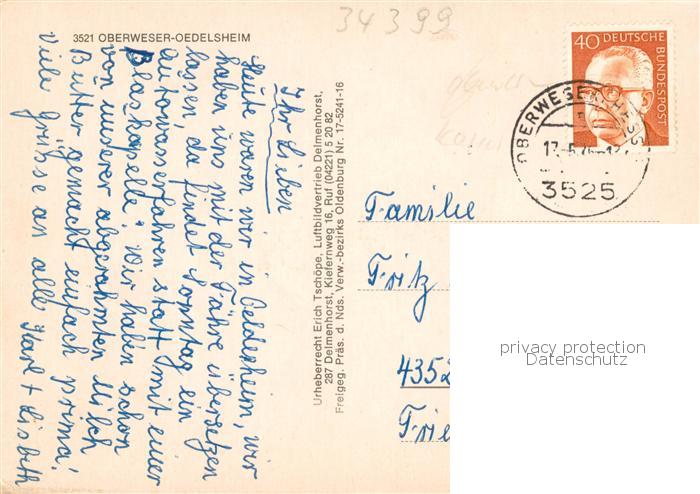 34399
3521 OBERWESER-OEDELSHEIM
Ihr Lieben
Heute waren wir in Oeldesheim, wir
haben uns mit der Fähre übersetzen
lassen, da findet Sonntag ein
Autowasserfahren statt mit einer
Blaskapelle. Wir haben schon
von unserer abgerahmten Milch
Butter gemacht einfach prima!
Viele Grüsse an alle Karl + Lisbeth
Urheberrecht Erich Tschöpe, Luftbildvertrieb Delmenhorst,
287 Delmenhorst, Kiefernweg 16, Ruf (04221) 5 20 82
Freigeg. Präs. d. Nds. Verw.-bezirks Oldenburg Nr. 17-5241-16
40 DEUTSCHE
BUNDESPOST
OBERWESER
3525
Familie
Fritz
4352
Frie
privacy protection
Datenschutz